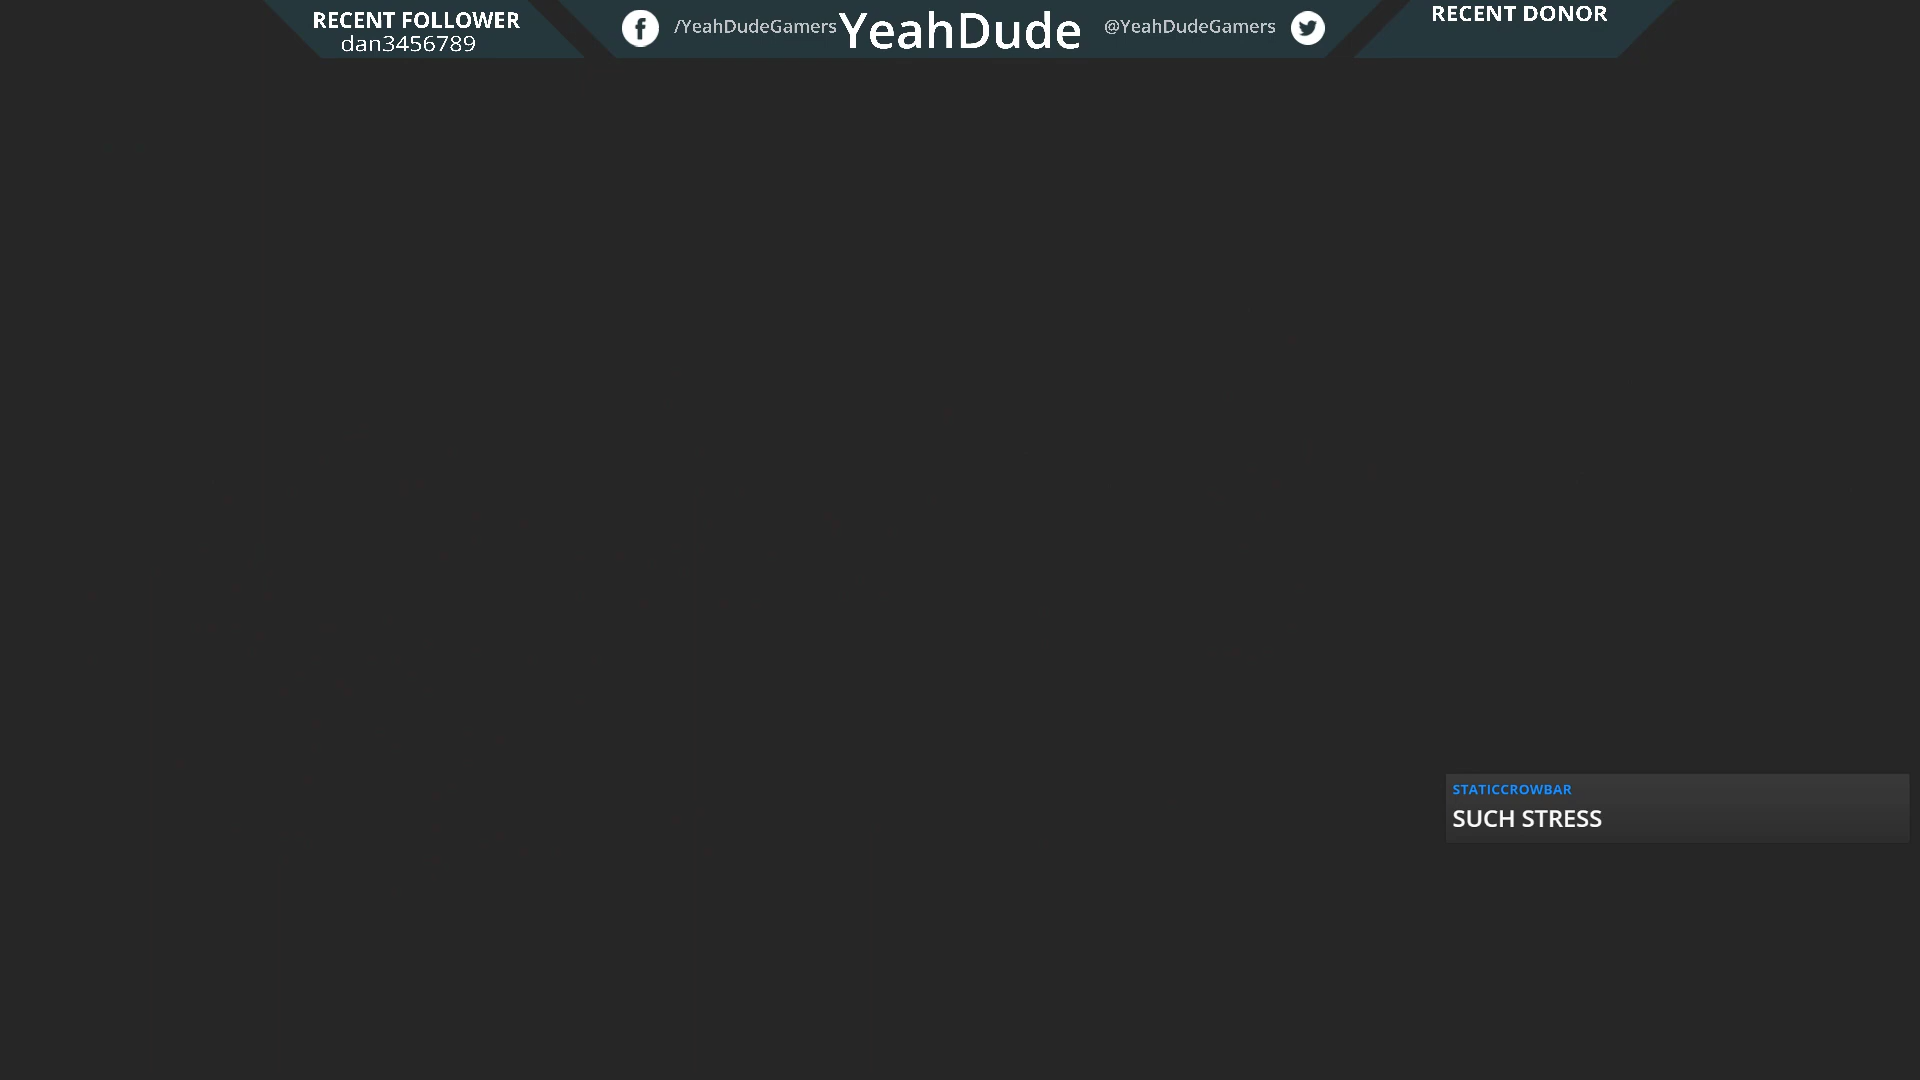 RECENT FOLLOWER
dan3456789
/YeahDudeGamers
YeahDude
@YeahDudeGamers
RECENT DONOR
STATICCROWBAR
SUCH STRESS